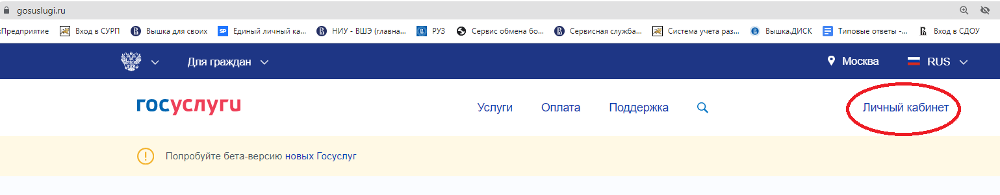 gosuslugi.ru
:Предприятие Вход в СУРП Вышка для своих SP Единый личный ка... НИУ - ВШЭ (главна... РУЗ Сервис обмена бо... Сервисная служба... Система учета раз... Вышка.ДИСК Типовые ответы -... Вход в СДОУ
Для граждан Москва RUS
госуслуги Услуги Оплата Поддержка Личный кабинет
Попробуйте бета-версию новых Госуслуг